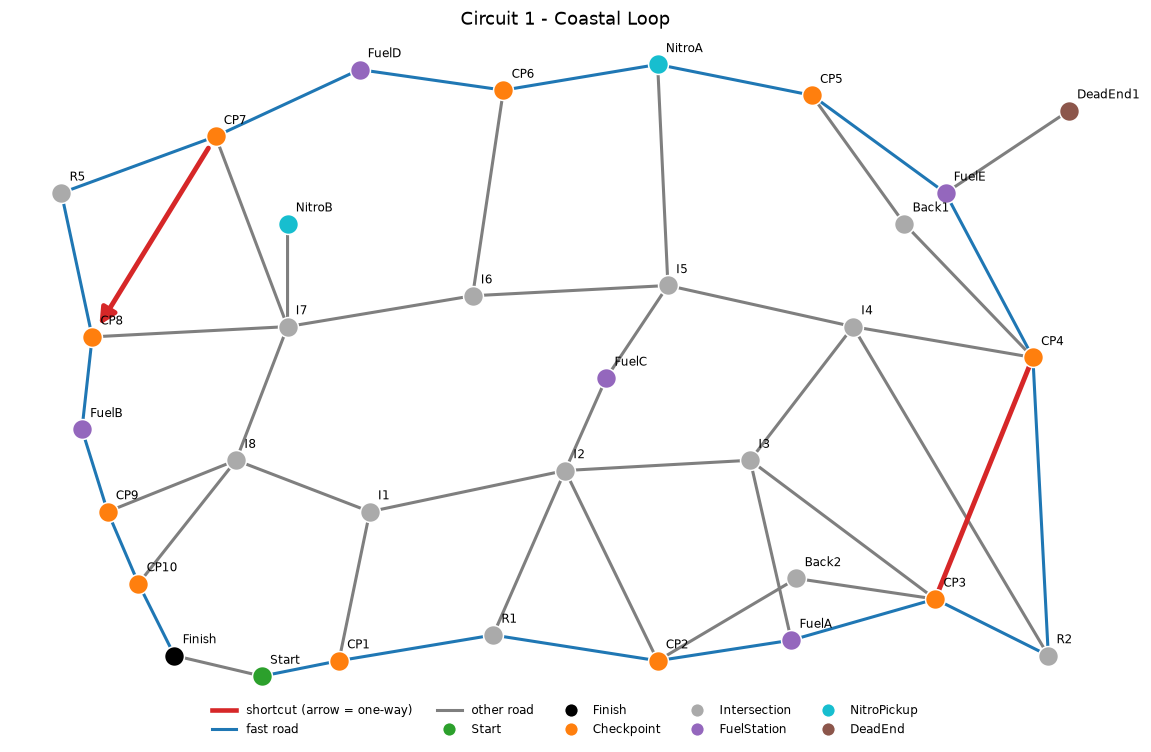 Circuit 1 - Coastal Loop
NitroA
FuelD
CP6
CP5
DeadEnd1
CP7
R5
FuelE
NitroB
Back1
I5
I6
I7
I4
CP8
CP4
FuelC
FuelB
I8
I3
I2
CP9
I1
Back2
CP10
CP3
R1
FuelA
Finish
CP1
CP2
R2
Start
shortcut (arrow = one-way)
fast road
other road
Start
Finish
Checkpoint
Intersection
FuelStation
NitroPickup
DeadEnd